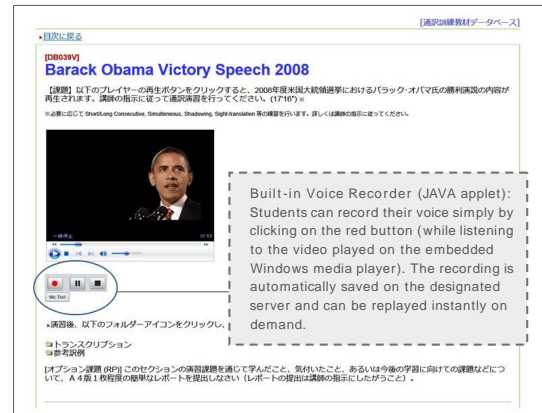 [通訳訓練教材データベース]
▸目次に戻る
[DB039V]
Barack Obama Victory Speech 2008
【課題】以下のプレイヤーの再生ボタンをクリックすると、2008年度米国大統領選挙におけるバラック・オバマ氏の勝利演説の内容が
再生されます。講師の指示に従って通訳演習を行ってください。(17'16") ※
※必要に応じて Short/Long Consecutive, Simulteneous, Shadowing, Sight-translation 等の練習を行います。詳しくは講師の指示に従ってください。
一時停止 01:57
Built-in Voice Recorder (JAVA applet):
Students can record their voice simply by
clicking on the red button (while listening
to the video played on the embedded
Windows media player). The recording is
automatically saved on the designated
server and can be replayed instantly on
demand.
Mic Test
▸演習後、以下のフォルダーアイコンをクリックし、
トランスクリプション
参考訳例
[オプション課題 (RP)] このセクションの演習課題を通じて学んだこと、気付いたこと、あるいは今後の学習に向けての課題などにつ
いて、A４版１枚程度の簡単なレポートを提出しなさい（レポートの提出は講師の指示にしたがうこと）。